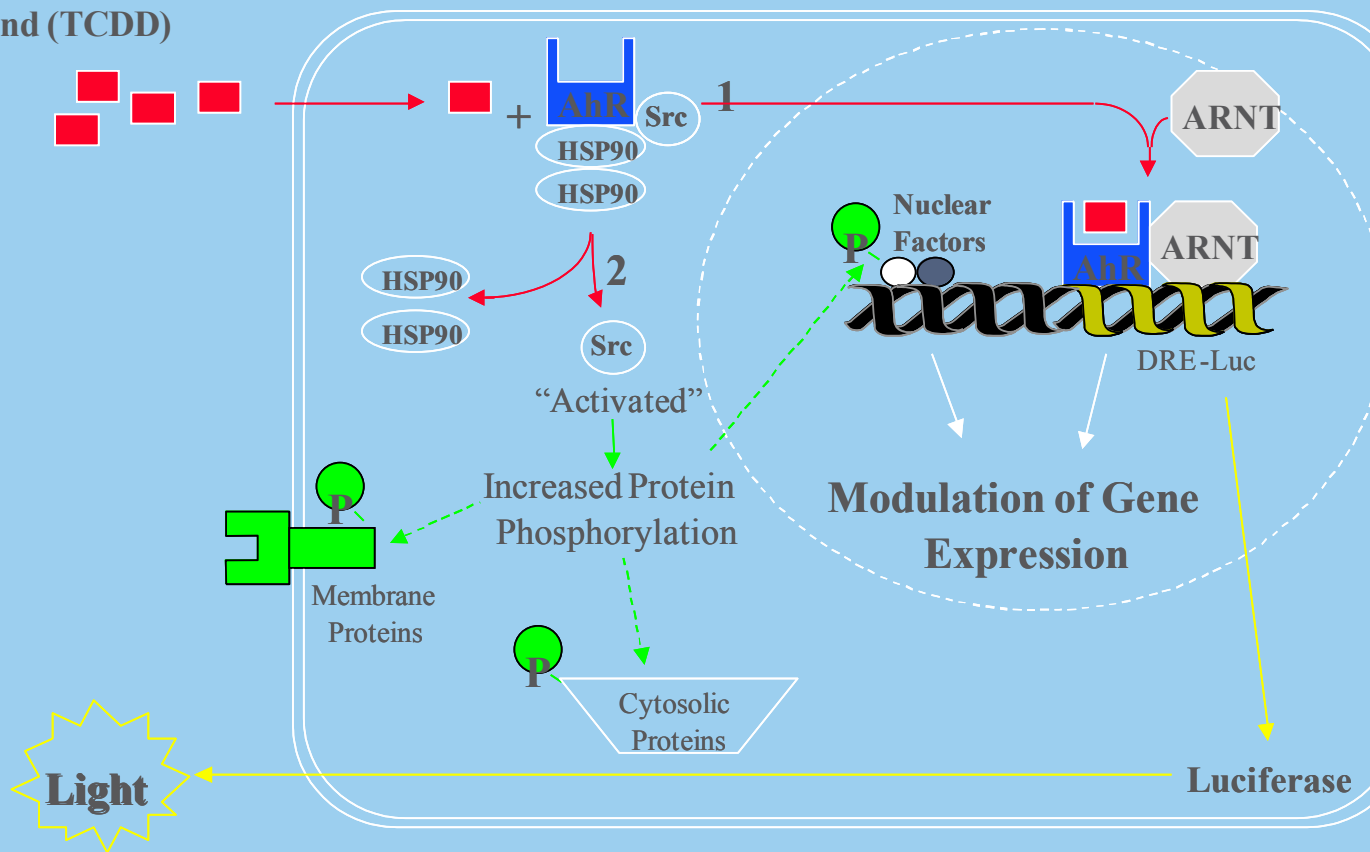 nd (TCDD)
+
AhR
Src
1
ARNT
HSP90
HSP90
2
HSP90
HSP90
Src
“Activated”
Increased Protein
Phosphorylation
P
Nuclear
Factors
AhR
ARNT
DRE-Luc
Modulation of Gene
Expression
P
Membrane
Proteins
P
Cytosolic
Proteins
Light
Luciferase